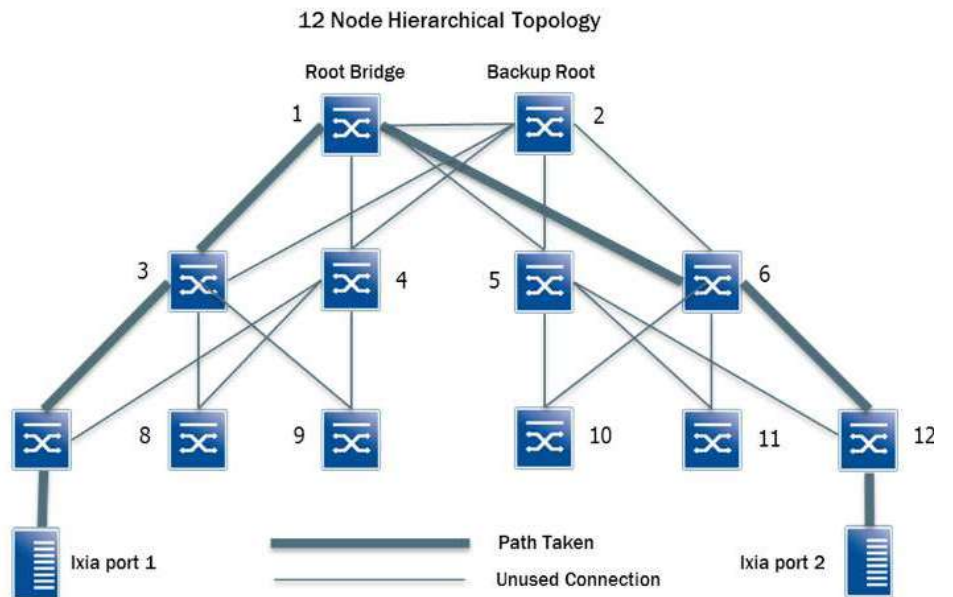 12 Node Hierarchical Topology
Root Bridge
Backup Root
1
2
3
4
5
6
8
9
10
11
12
Ixia port 1
Path Taken
Ixia port 2
Unused Connection